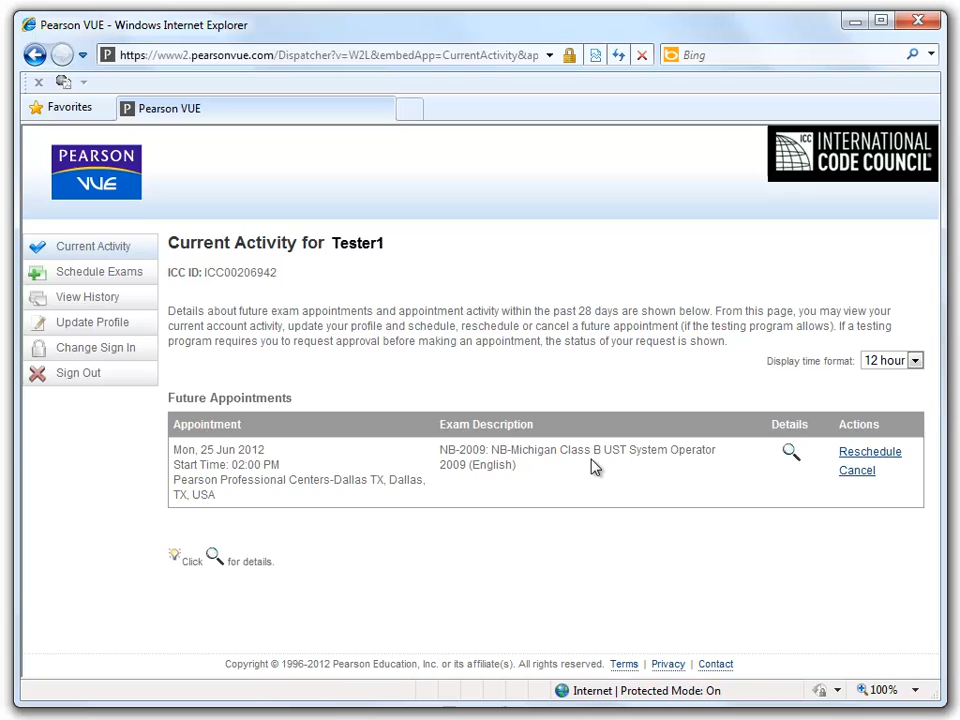 Pearson VUE - Windows Internet Explorer
https://www2.pearsonvue.com/Dispatcher?v=W2L&embedApp=CurrentActivity&ap
Bing
Favorites
P Pearson VUE
PEARSON
VUE
ICC INTERNATIONAL
CODE COUNCIL
Current Activity
Schedule Exams
View History
Update Profile
Change Sign In
Sign Out
Current Activity for Tester1
ICC ID: ICC00206942
Details about future exam appointments and appointment activity within the past 28 days are shown below. From this page, you may view your
current account activity, update your profile and schedule, reschedule or cancel a future appointment (if the testing program allows). If a testing
program requires you to request approval before making an appointment, the status of your request is shown.
Display time format: 12 hour
Future Appointments
Appointment Exam Description Details Actions
Mon, 25 Jun 2012
Start Time: 02:00 PM
Pearson Professional Centers-Dallas TX, Dallas,
TX, USA
NB-2009: NB-Michigan Class B UST System Operator
2009 (English)
Reschedule
Cancel
Click for details.
Copyright © 1996-2012 Pearson Education, Inc. or its affiliate(s). All rights reserved. Terms | Privacy | Contact
Internet | Protected Mode: On
100%